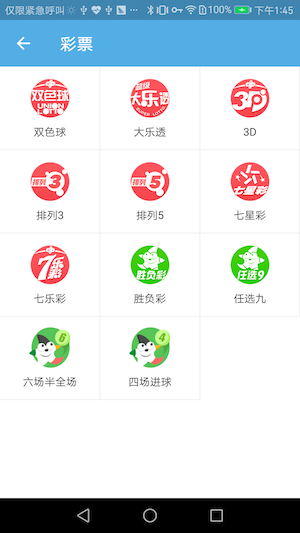 仅限紧急呼叫 100% 下午1:45
彩票
双色球 UNION LOTTO
超级大乐透 SUPER LOTTO
3D
双色球
大乐透
3D
排列3
排列5
七星彩
排列3
排列5
七星彩
7乐彩
胜负彩
任选9
七乐彩
胜负彩
任选九
6
4
六场半全场
四场进球